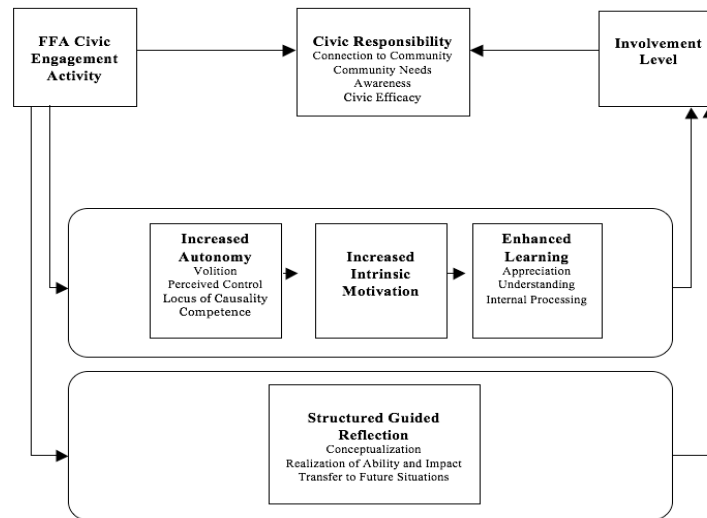 FFA Civic
Engagement
Activity
Civic Responsibility
Connection to Community
Community Needs
Awareness
Civic Efficacy
Involvement
Level
Increased
Autonomy
Volition
Perceived Control
Locus of Causality
Competence
Increased
Intrinsic
Motivation
Enhanced
Learning
Appreciation
Understanding
Internal Processing
Structured Guided
Reflection
Conceptualization
Realization of Ability and Impact
Transfer to Future Situations